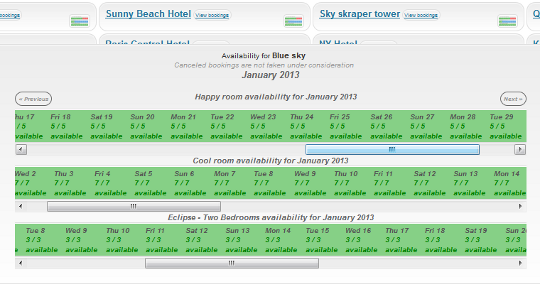 Sunny Beach Hotel View bookings
Sky skraper tower View bookings
Q
Paris Central Hotel
NY Hotel
Availability for Blue sky
Canceled bookings are not taken under consideration
January 2013
« Previous
Happy room availability for January 2013
Next »
hu 17 Fri 18 Sat 19 Sun 20 Mon 21 Tue 22 Wed 23 Thu 24 Fri 25 Sat 26 Sun 27 Mon 28 Tue 29
5 / 5 5 / 5 5 / 5 5 / 5 5 / 5 5 / 5 5 / 5 5 / 5 5 / 5 5 / 5 5 / 5 5 / 5 5 / 5
available available available available available available available available available available available available available
Cool room availability for January 2013
Wed 2 Thu 3 Fri 4 Sat 5 Sun 6 Mon 7 Tue 8 Wed 9 Thu 10 Fri 11 Sat 12 Sun 13 Mon 14
7 / 7 7 / 7 7 / 7 7 / 7 7 / 7 7 / 7 7 / 7 7 / 7 7 / 7 7 / 7 7 / 7 7 / 7 7 / 7
available available available available available available available available available available available available available
Eclipse - Two Bedrooms availability for January 2013
Tue 8 Wed 9 Thu 10 Fri 11 Sat 12 Sun 13 Mon 14 Tue 15 Wed 16 Thu 17 Fri 18 Sat 19 Sun 2
3 / 3 3 / 3 3 / 3 3 / 3 3 / 3 3 / 3 3 / 3 3 / 3 3 / 3 3 / 3 3 / 3 3 / 3 3 / 3
available available available available available available available available available available available available availa